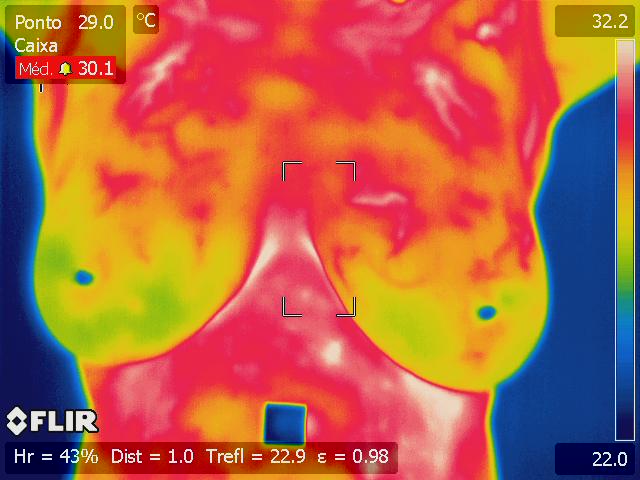 Ponto 29.0 °C
Caixa
Méd. 30.1
32.2
FLIR
Hr = 43% Dist = 1.0 Trefl = 22.9 ε = 0.98
22.0